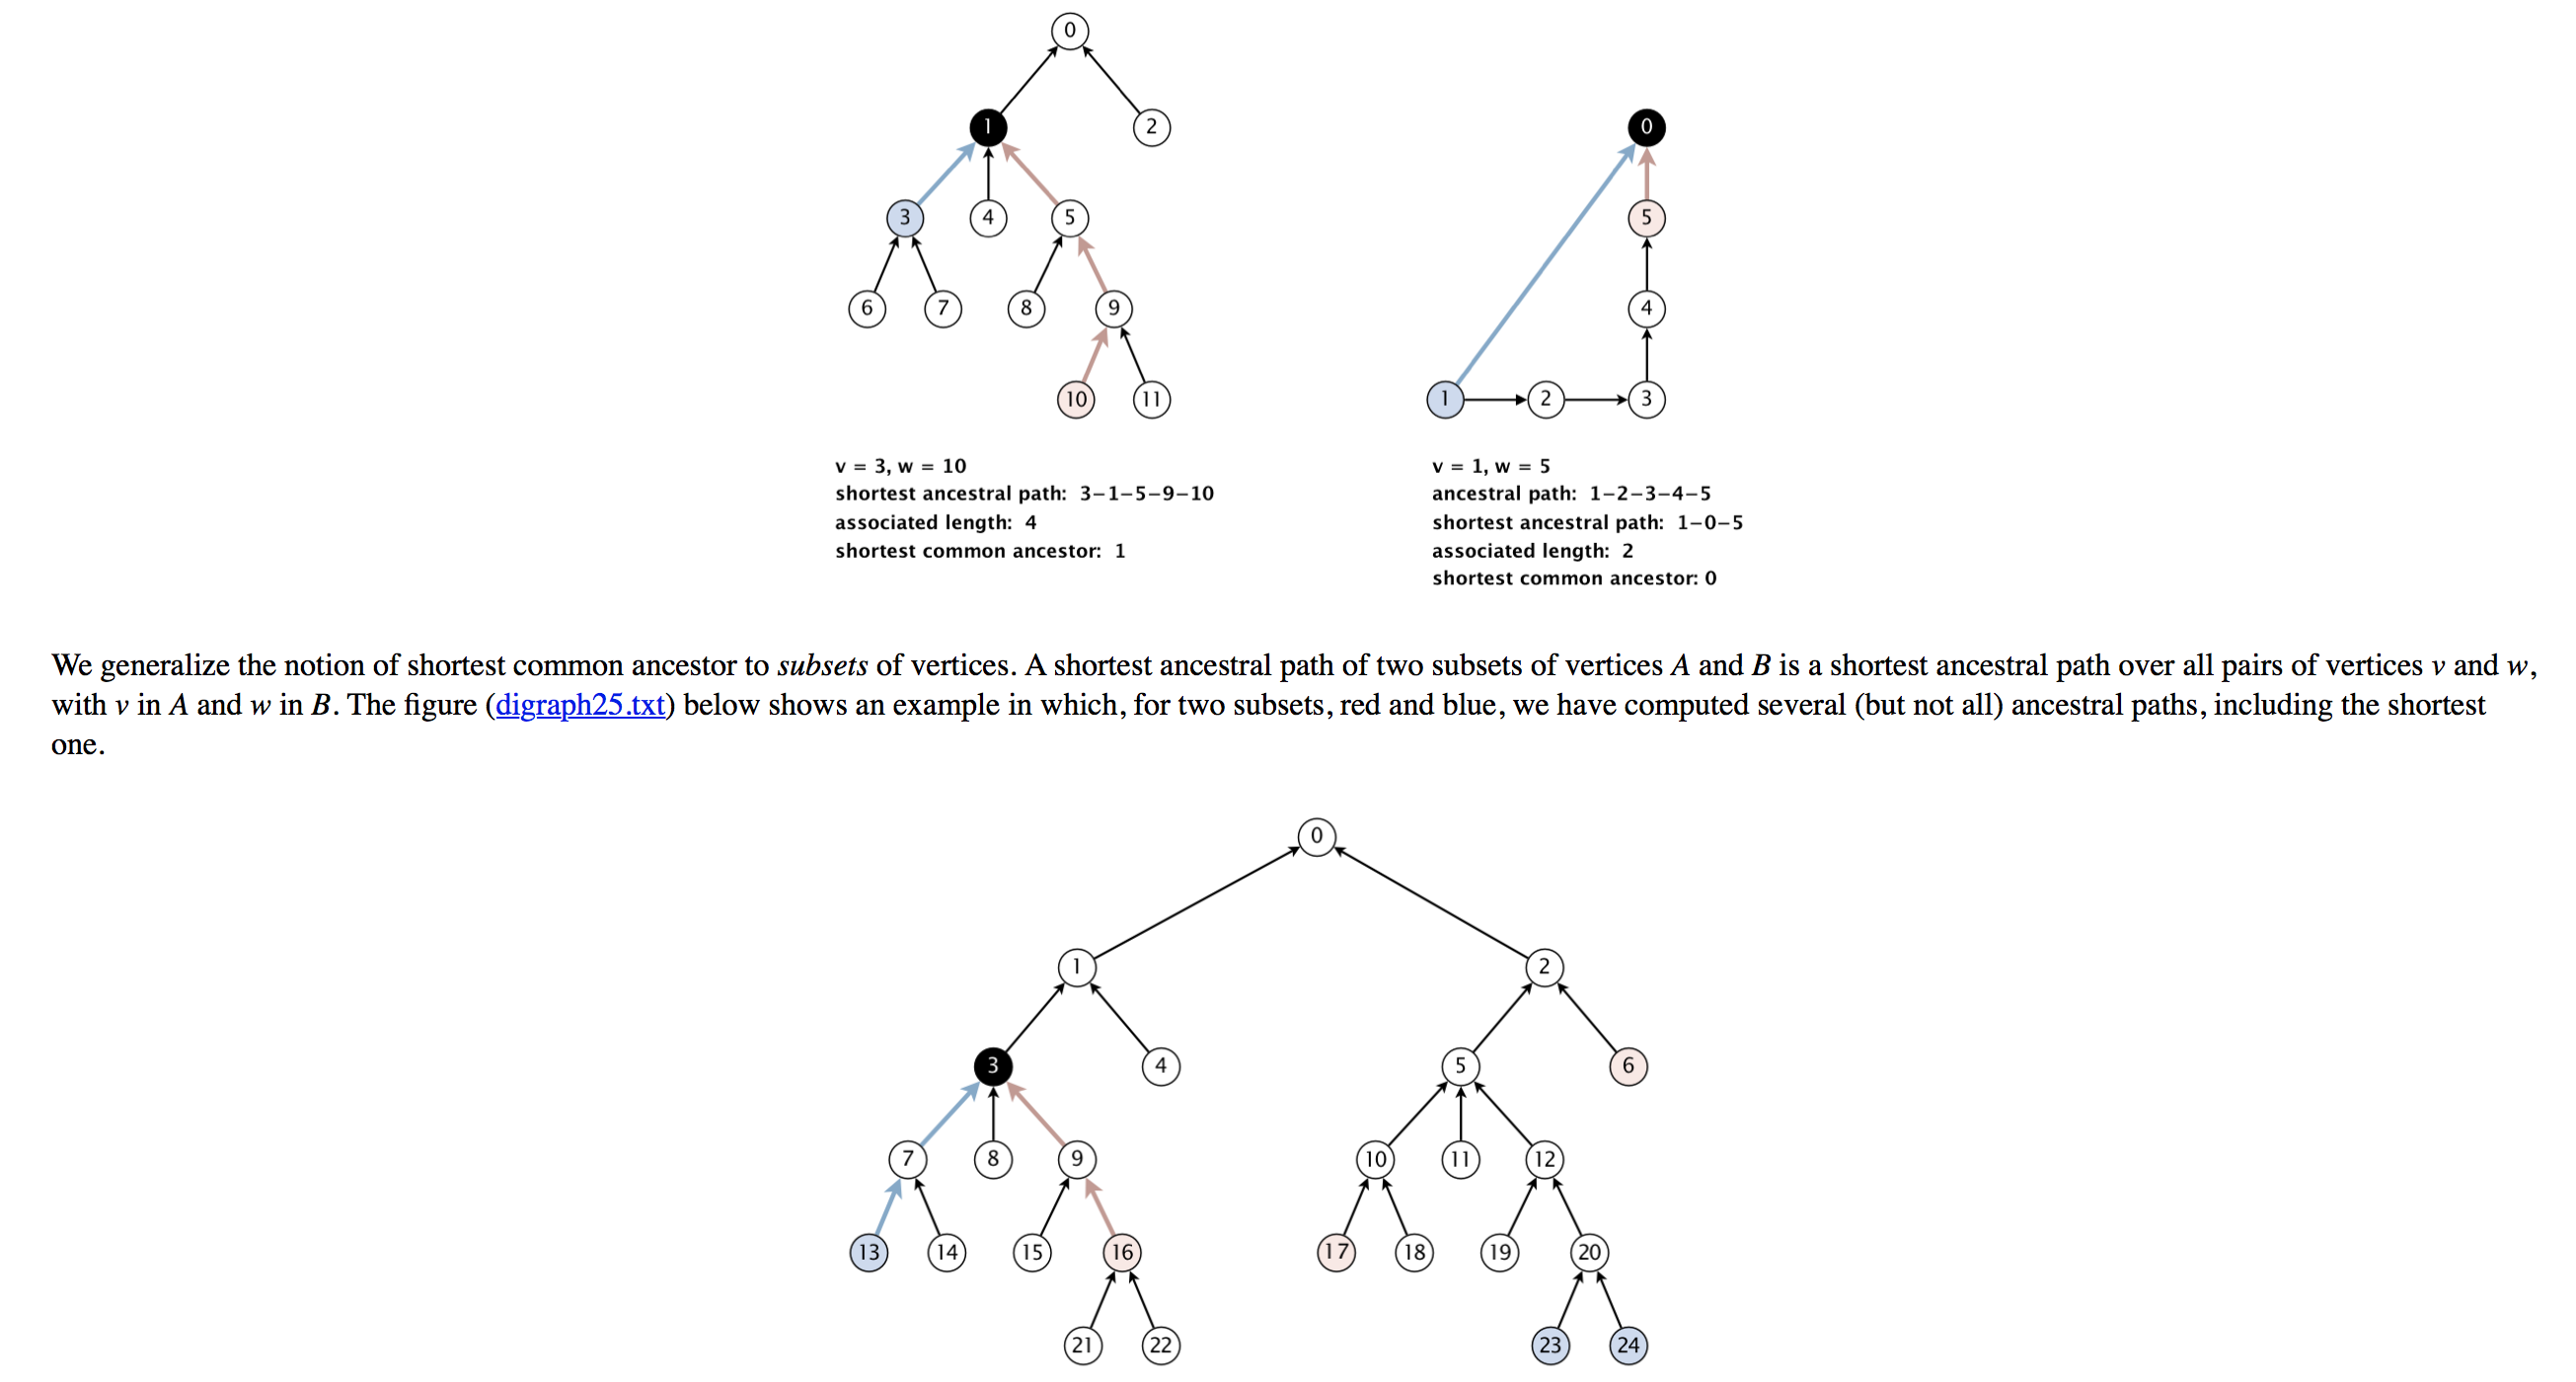 0
1 2
0
3 4 5
5
6 7 8 9
4
10 11
1 2 3
v = 3, w = 10
shortest ancestral path: 3–1–5–9–10
associated length: 4
shortest common ancestor: 1
v = 1, w = 5
ancestral path: 1–2–3–4–5
shortest ancestral path: 1–0–5
associated length: 2
shortest common ancestor: 0
We generalize the notion of shortest common ancestor to subsets of vertices. A shortest ancestral path of two subsets of vertices A and B is a shortest ancestral path over all pairs of vertices v and w,
with v in A and w in B. The figure (digraph25.txt) below shows an example in which, for two subsets, red and blue, we have computed several (but not all) ancestral paths, including the shortest
one.
0
1 2
3 4 5 6
7 8 9 10 11 12
13 14 15 16 17 18 19 20
21 22 23 24